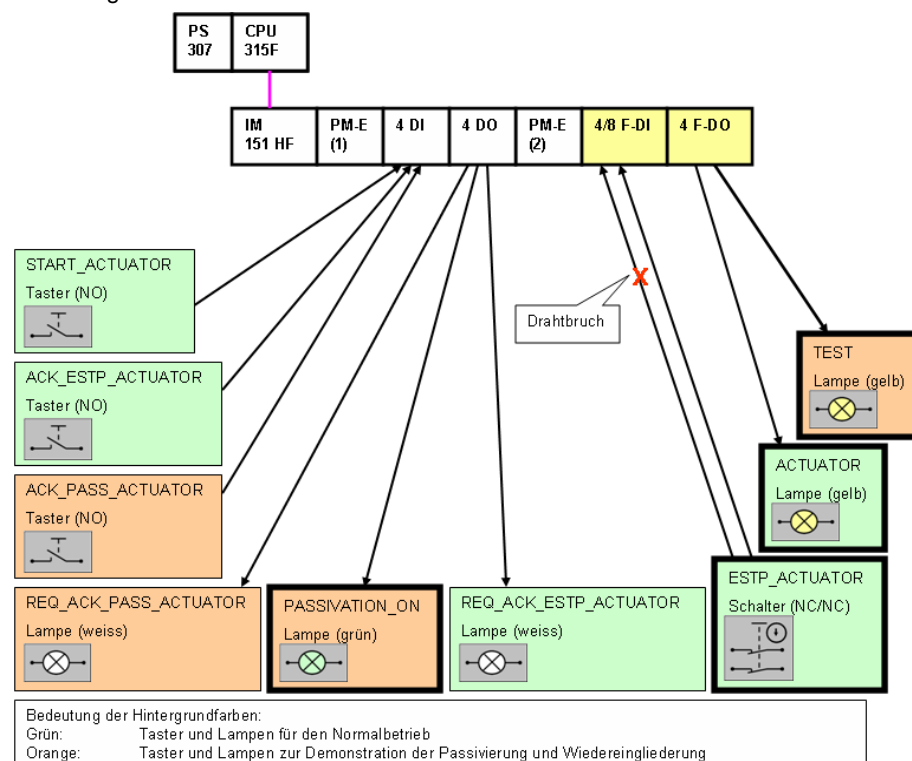 PS
307
CPU
315F
IM
151 HF
PM-E
(1)
4 DI
4 DO
PM-E
(2)
4/8 F-DI
4 F-DO
START_ACTUATOR
Taster (NO)
ACK_ESTP_ACTUATOR
Taster (NO)
ACK_PASS_ACTUATOR
Taster (NO)
REQ_ACK_PASS_ACTUATOR
Lampe (weiss)
PASSIVATION_ON
Lampe (grün)
REQ_ACK_ESTP_ACTUATOR
Lampe (weiss)
X
Drahtbruch
TEST
Lampe (gelb)
ACTUATOR
Lampe (gelb)
ESTP_ACTUATOR
Schalter (NC/NC)
Bedeutung der Hintergrundfarben:
Grün: Taster und Lampen für den Normalbetrieb
Orange: Taster und Lampen zur Demonstration der Passivierung und Wiedereingliederung